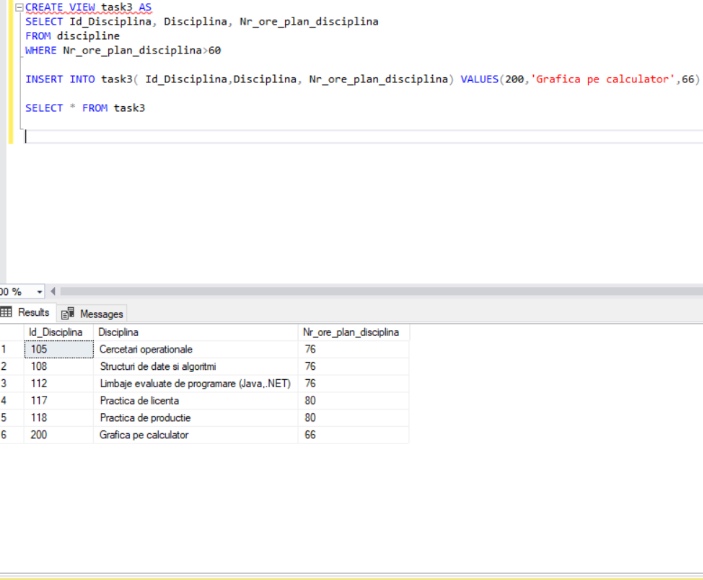 CREATE VIEW task3 AS
SELECT Id_Disciplina, Disciplina, Nr_ore_plan_disciplina
FROM discipline
WHERE Nr_ore_plan_disciplina>60
INSERT INTO task3( Id_Disciplina,Disciplina, Nr_ore_plan_disciplina) VALUES(200,'Grafica pe calculator',66)
SELECT * FROM task3
00 %
Results Messages
Id_Disciplina Disciplina Nr_ore_plan_disciplina
1 105 Cercetari operationale 76
2 108 Structuri de date si algoritmi 76
3 112 Limbaje evaluate de programare (Java,.NET) 76
4 117 Practica de licenta 80
5 118 Practica de productie 80
6 200 Grafica pe calculator 66